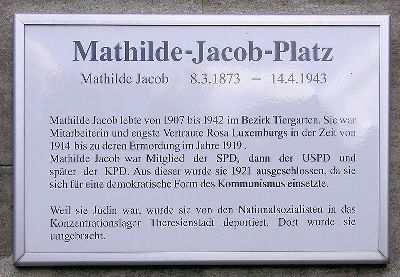 Mathilde-Jacob-Platz
Mathilde Jacob 8.3.1873 – 14.4.1943
Mathilde Jacob lebte von 1907 bis 1942 im Bezirk Tiergarten. Sie war
Mitarbeiterin und engste Vertraute Rosa Luxemburgs in der Zeit von
1914 bis zu deren Ermordung im Jahre 1919.
Mathilde Jacob war Mitglied der SPD, dann der USPD und
später der KPD. Aus dieser wurde sie 1921 ausgeschlossen, da sie
sich für eine demokratische Form des Kommunismus einsetzte.
Weil sie Jüdin war, wurde sie von den Nationalsozialisten in das
Konzentrationslager Theresienstadt deportiert. Dort wurde sie
umgebracht.